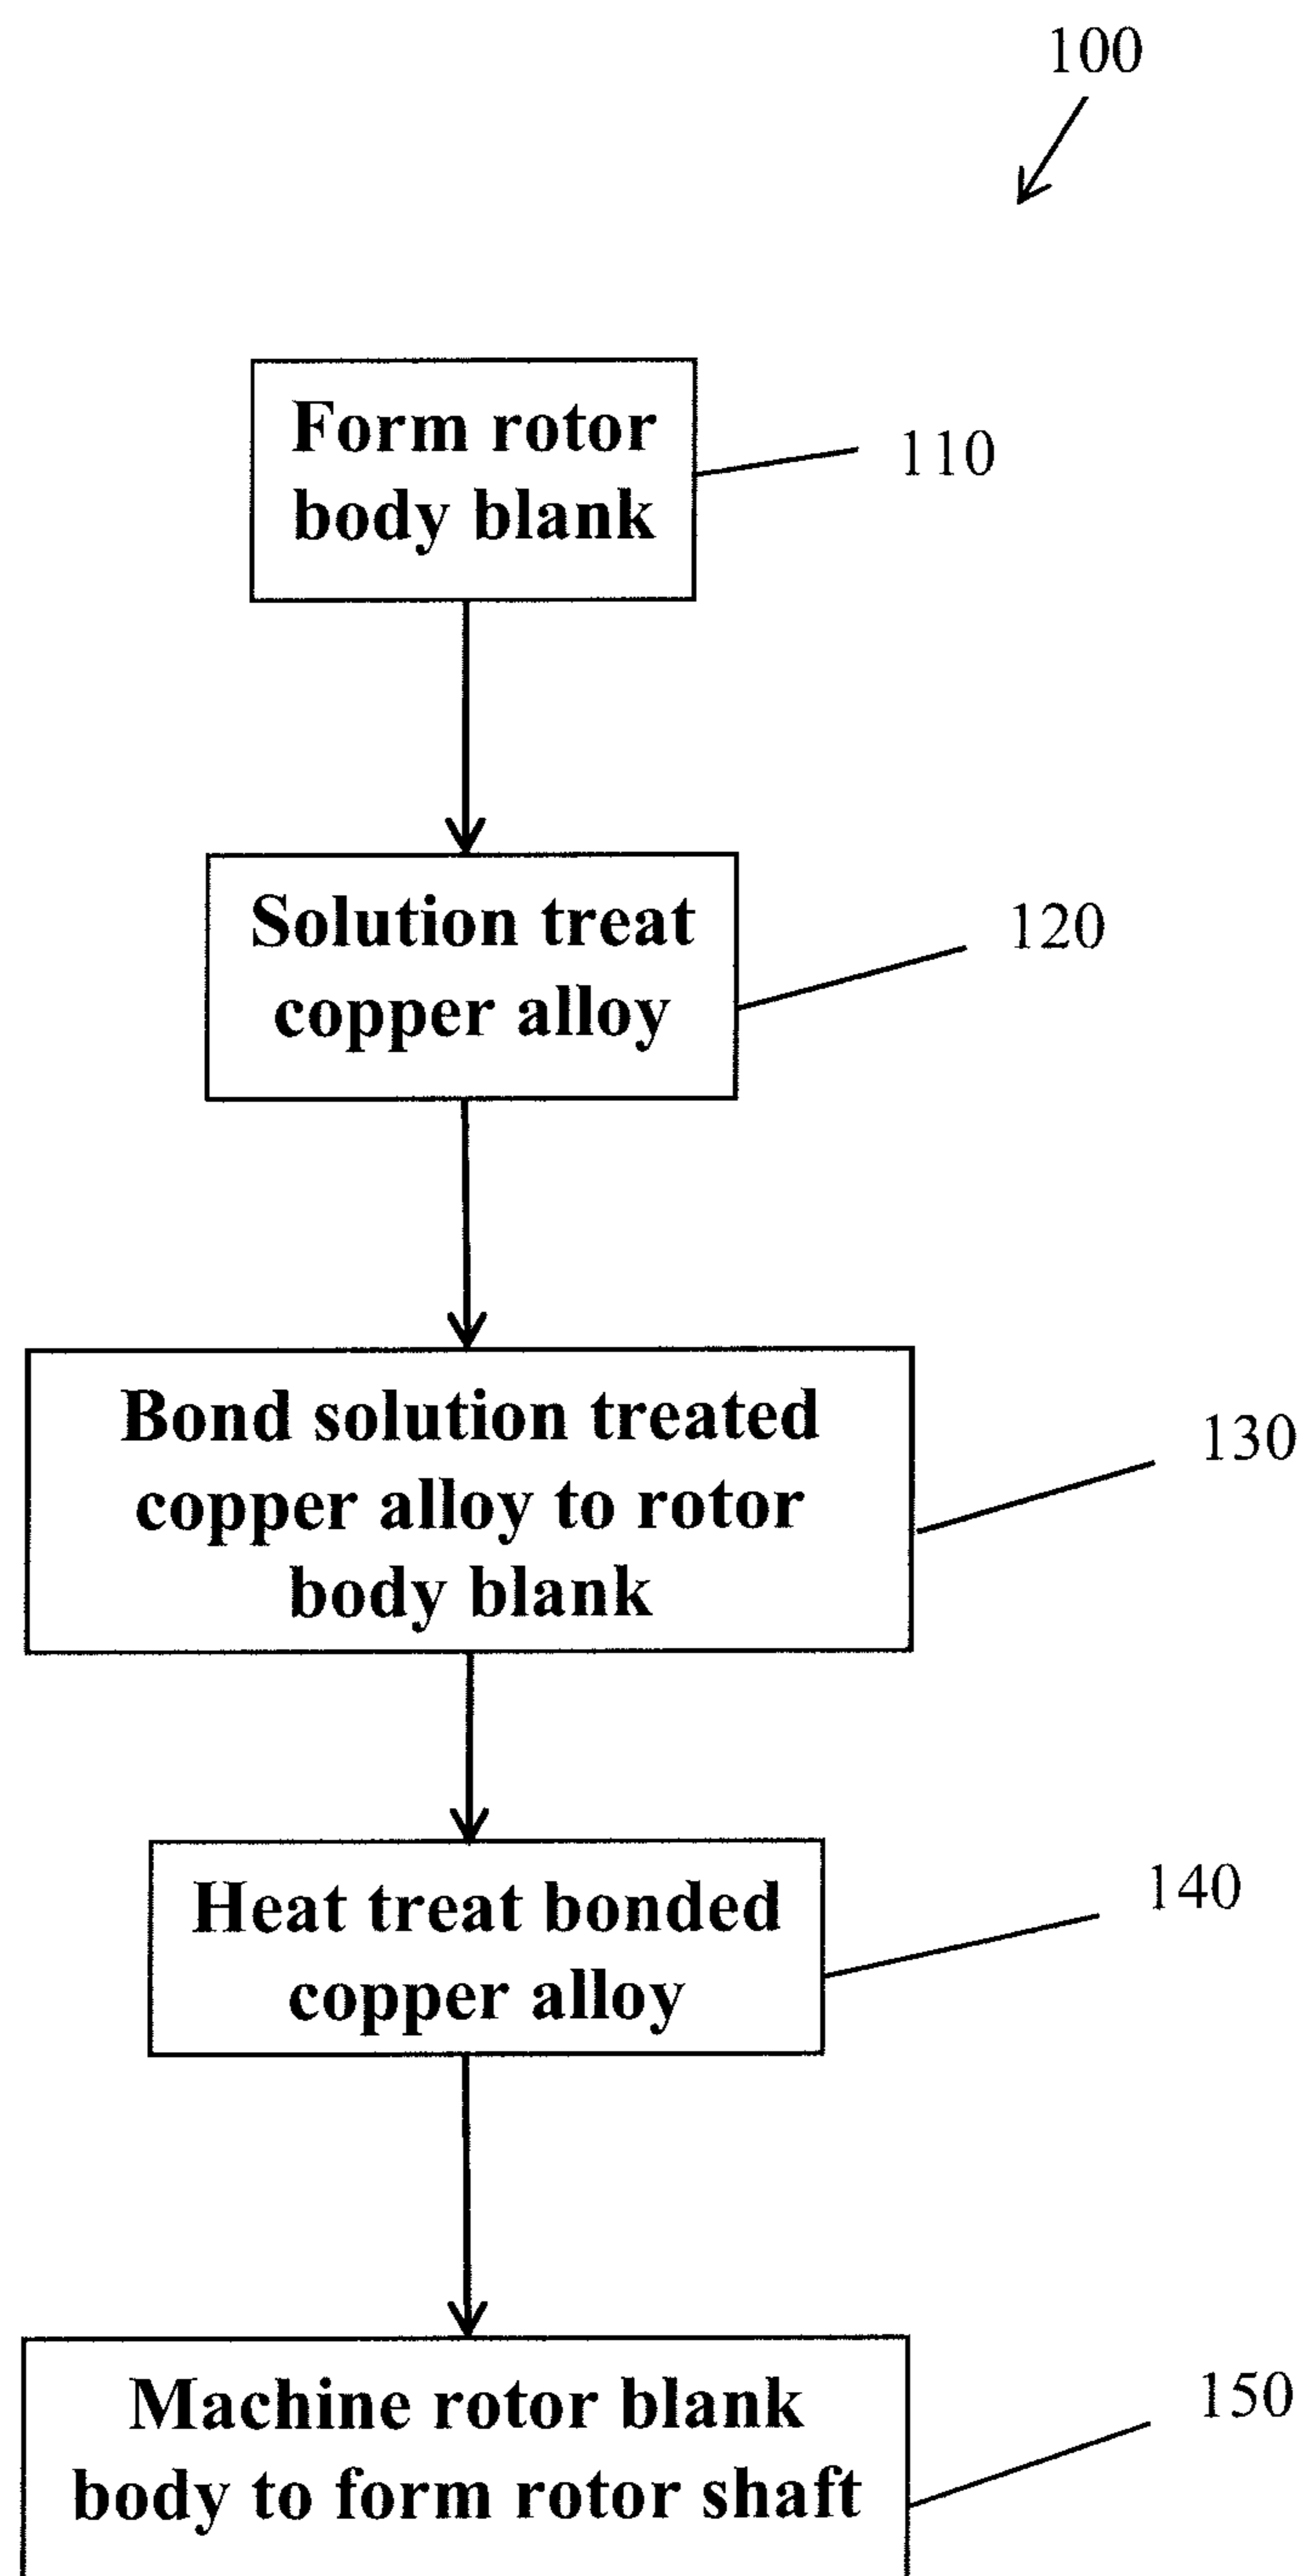 100
Form rotor
body blank
110
Solution treat
copper alloy
120
Bond solution treated
copper alloy to rotor
body blank
130
Heat treat bonded
copper alloy
140
Machine rotor blank
body to form rotor shaft
150